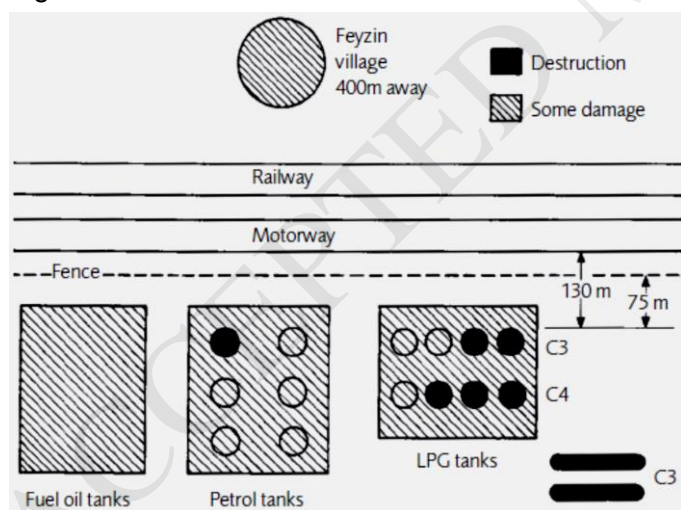 Feyzin
village
400m away
Destruction
Some damage
Railway
Motorway
Fence
130 m
75 m
C3
C4
LPG tanks
C3
Fuel oil tanks
Petrol tanks